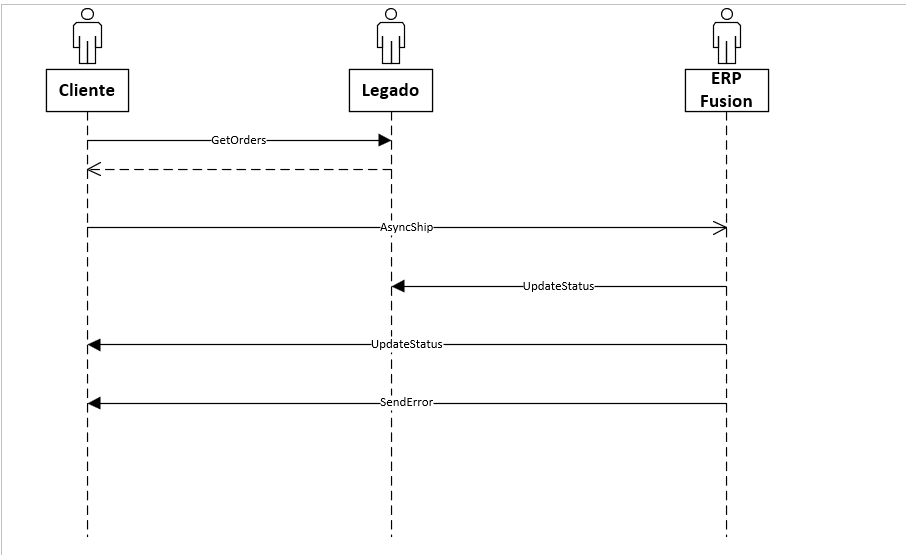 Cliente
Legado
ERP
Fusion
GetOrders
AsyncShip
UpdateStatus
UpdateStatus
SendError